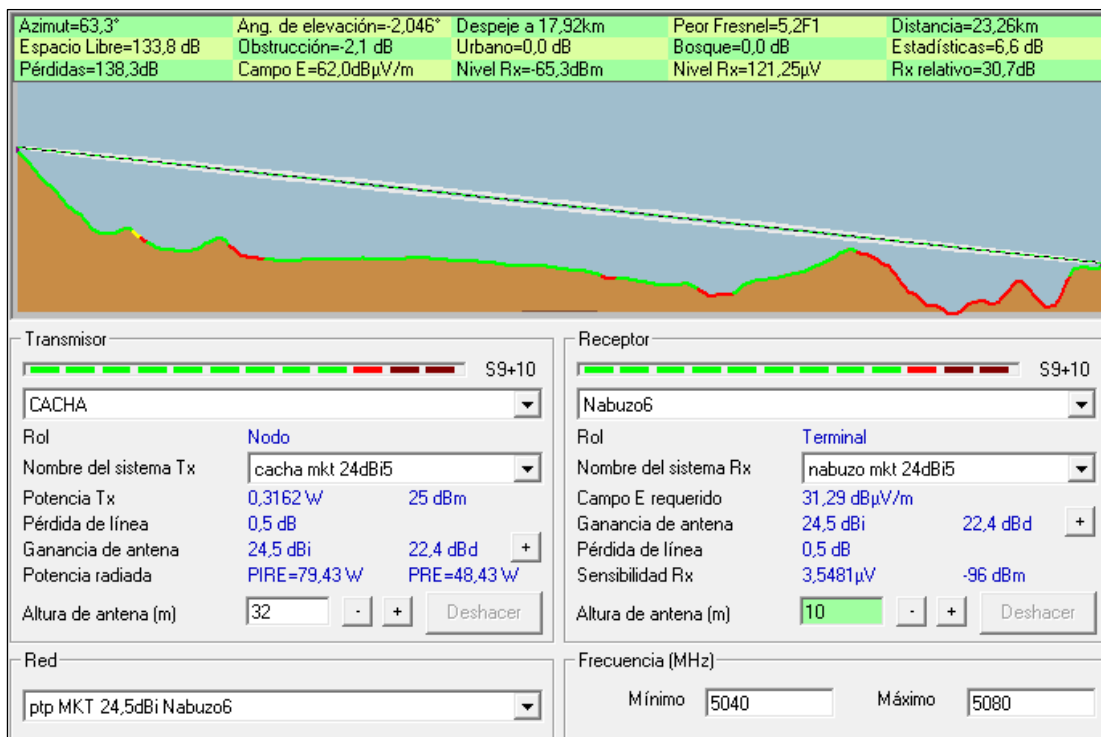 Azimut=63,3° Ang. de elevación=-2,046° Despeje a 17,92km Peor Fresnel=5,2F1 Distancia=23,26km
Espacio Libre=133,8 dB Obstrucción=-2,1 dB Urbano=0,0 dB Bosque=0,0 dB Estadísticas=6,6 dB
Pérdidas=138,3dB Campo E=62,0dBµV/m Nivel Rx=-65,3dBm Nivel Rx=121,25µV Rx relativo=30,7dB
Transmisor
S9+10
CACHA
Rol Nodo
Nombre del sistema Tx cacha mkt 24dBi5
Potencia Tx 0,3162 W 25 dBm
Pérdida de línea 0,5 dB
Ganancia de antena 24,5 dBi 22,4 dBd +
Potencia radiada PIRE=79,43 W PRE=48,43 W
Altura de antena (m) 32 - + Deshacer
Receptor
S9+10
Nabuzo6
Rol Terminal
Nombre del sistema Rx nabuzo mkt 24dBi5
Campo E requerido 31,29 dBµV/m
Ganancia de antena 24,5 dBi 22,4 dBd +
Pérdida de línea 0,5 dB
Sensibilidad Rx 3,5481µV -96 dBm
Altura de antena (m) 10 - + Deshacer
Red
ptp MKT 24,5dBi Nabuzo6
Frecuencia (MHz)
Mínimo 5040 Máximo 5080